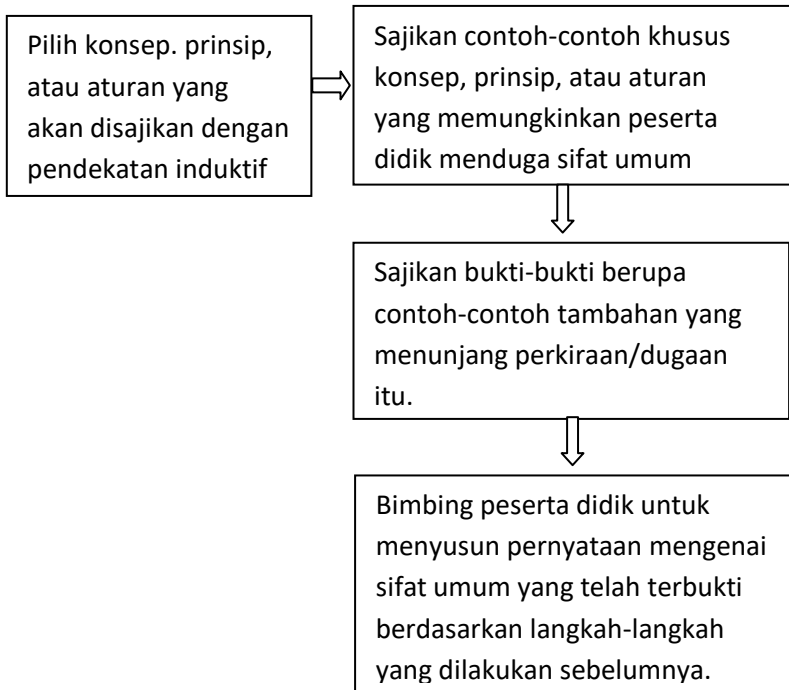 Pilih konsep. prinsip,
atau aturan yang
akan disajikan dengan
pendekatan induktif
Sajikan contoh-contoh khusus
konsep, prinsip, atau aturan
yang memungkinkan peserta
didik menduga sifat umum
Sajikan bukti-bukti berupa
contoh-contoh tambahan yang
menunjang perkiraan/dugaan
itu.
Bimbing peserta didik untuk
menyusun pernyataan mengenai
sifat umum yang telah terbukti
berdasarkan langkah-langkah
yang dilakukan sebelumnya.